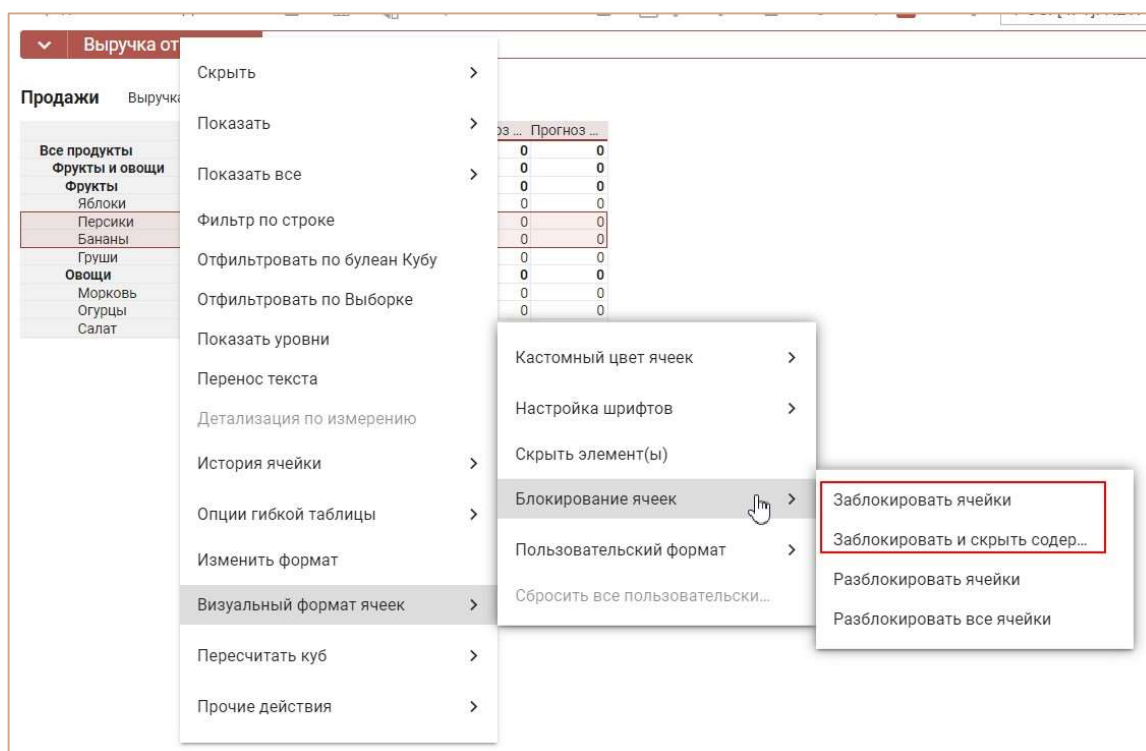 Выручка от
Продажи Выручка
оз ... Прогноз ...
Все продукты 0 0
Фрукты и овощи 0 0
Фрукты 0 0
Яблоки 0 0
Персики 0 0
Бананы 0 0
Груши 0 0
Овощи 0 0
Морковь 0 0
Огурцы 0 0
Салат
Скрыть
Показать
Показать все
Фильтр по строке
Отфильтровать по булеан Кубу
Отфильтровать по Выборке
Показать уровни
Перенос текста
Детализация по измерению
История ячейки
Опции гибкой таблицы
Изменить формат
Визуальный формат ячеек
Пересчитать куб
Прочие действия
Кастомный цвет ячеек
Настройка шрифтов
Скрыть элемент(ы)
Блокирование ячеек
Пользовательский формат
Сбросить все пользовательски...
Заблокировать ячейки
Заблокировать и скрыть содер...
Разблокировать ячейки
Разблокировать все ячейки